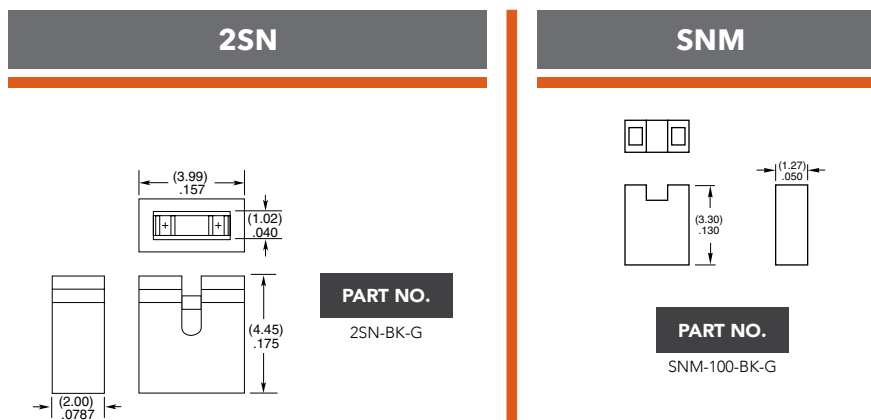 2SN
(3.99)
.157
(1.02)
.040
(4.45)
.175
(2.00)
.0787
PART NO.
2SN-BK-G
SNM
(1.27)
.050
(3.30)
.130
PART NO.
SNM-100-BK-G